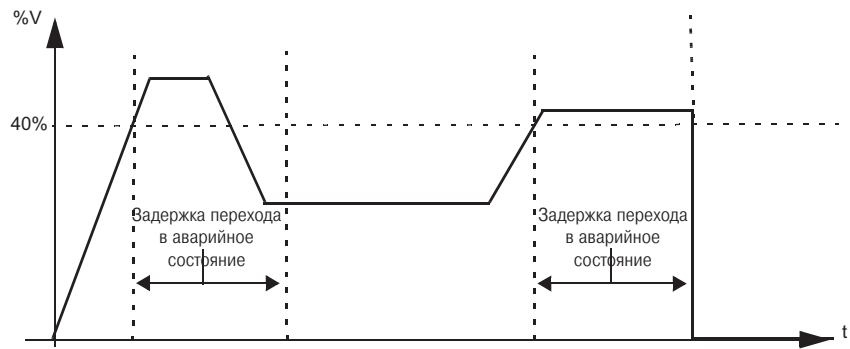 %V
40%
Задержка перехода
в аварийное
состояние
Задержка перехода
в аварийное
состояние
t